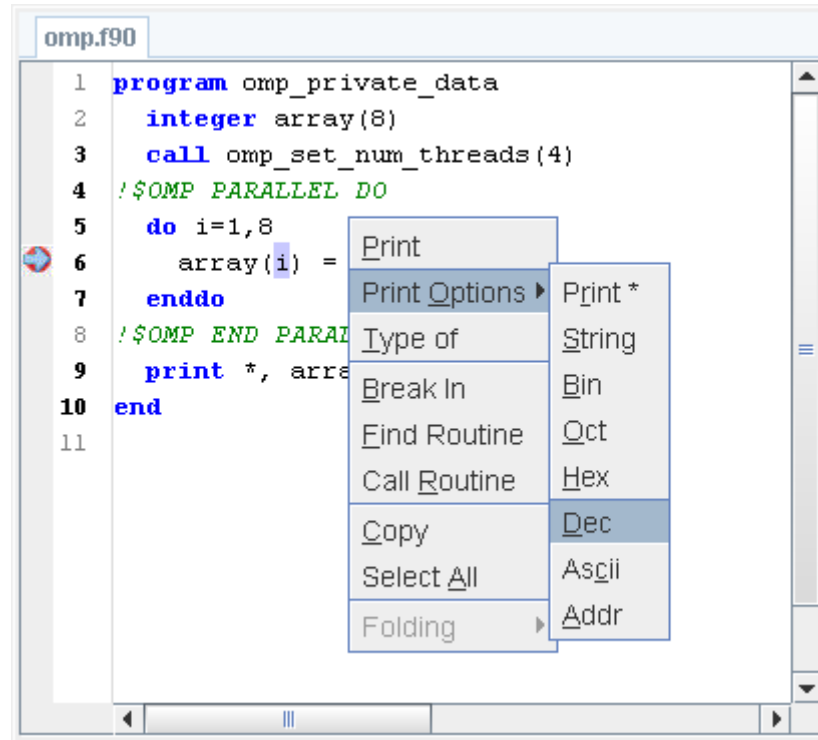 omp.f90
1 program omp_private_data
2 integer array(8)
3 call omp_set_num_threads(4)
4 !$OMP PARALLEL DO
5 do i=1,8
6 array(i) =
7 enddo
8 !$OMP END PARAL
9 print *, arra
10 end
11
Print
Print Options
Type of
Break In
Find Routine
Call Routine
Copy
Select All
Folding
Print *
String
Bin
Oct
Hex
Dec
Ascii
Addr